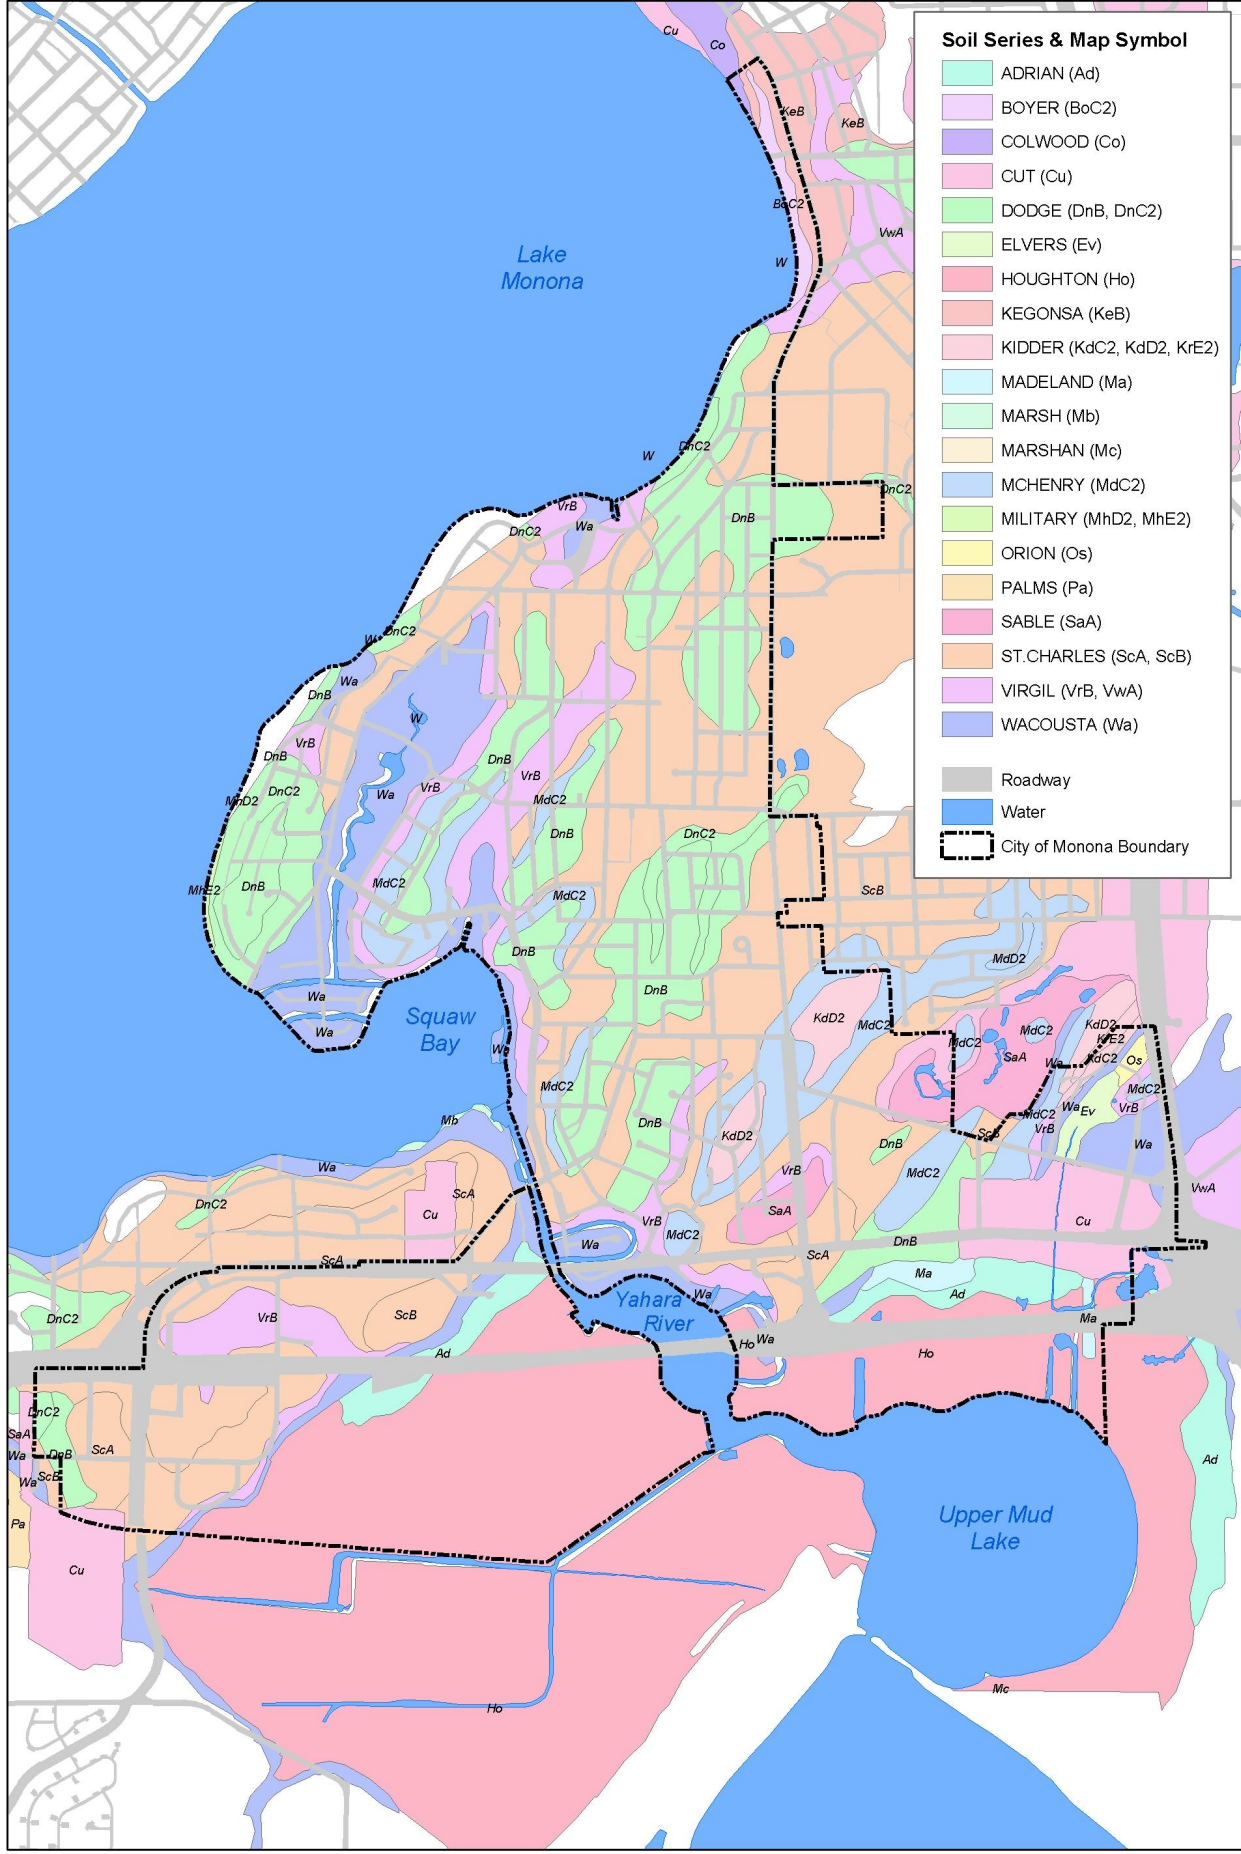 Soil Series & Map Symbol
ADRIAN (Ad)
BOYER (BoC2)
COLWOOD (Co)
CUT (Cu)
DODGE (DnB, DnC2)
ELVERS (Ev)
HOUGHTON (Ho)
KEGONSA (KeB)
KIDDER (KdC2, KdD2, KrE2)
MADELAND (Ma)
MARSH (Mb)
MARSHAN (Mc)
MCHENRY (MdC2)
MILITARY (MhD2, MhE2)
ORION (Os)
PALMS (Pa)
SABLE (SaA)
ST.CHARLES (ScA, ScB)
VIRGIL (VrB, VwA)
WACOUSTA (Wa)
Roadway
Water
City of Monona Boundary
Cu
Co
KeB
KeB
BoC2
VwA
W
Lake
Monona
DnC2
W
DnC2
VrB
Wa
DnC2
DnB
DnC2
W
Wa
DnB
W
VrB
DnB
DnC2
MhD2
Wa
VrB
DnB
VrB
MdC2
DnB
DnC2
MhE2
DnB
MdC2
MdC2
ScB
DnB
MdD2
Wa
Wa
DnB
Squaw
Bay
W
KdD2
MdC2
MdC2
SaA
MdC2
KdD2
KrE2
KdC2
Os
Wa
MdC2
MdC2
Mb
DnB
KdD2
MdC2
Wa
Ev
VrB
VrB
ScB
Wa
DnB
MdC2
Wa
DnC2
ScA
Cu
VrB
SaA
VwA
VrB
MdC2
Wa
Cu
DnB
ScA
ScA
Ma
Ad
Wa
Yahara
River
DnC2
VrB
ScB
Ad
Ho
Wa
Ho
Ma
DnC2
SaA
Wa
DnB
ScA
Wa
ScB
Ad
Pa
Cu
Upper Mud
Lake
Mc
Ho